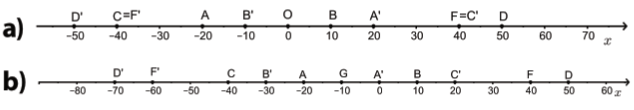 a) D' C=F' A B' O B A' F=C' D
−50 −40 −30 −20 −10 0 10 20 30 40 50 60 70 x
b) D' F' C B' A G A' B C' F D
−80 −70 −60 −50 −40 −30 −20 −10 0 10 20 30 40 50 60 x